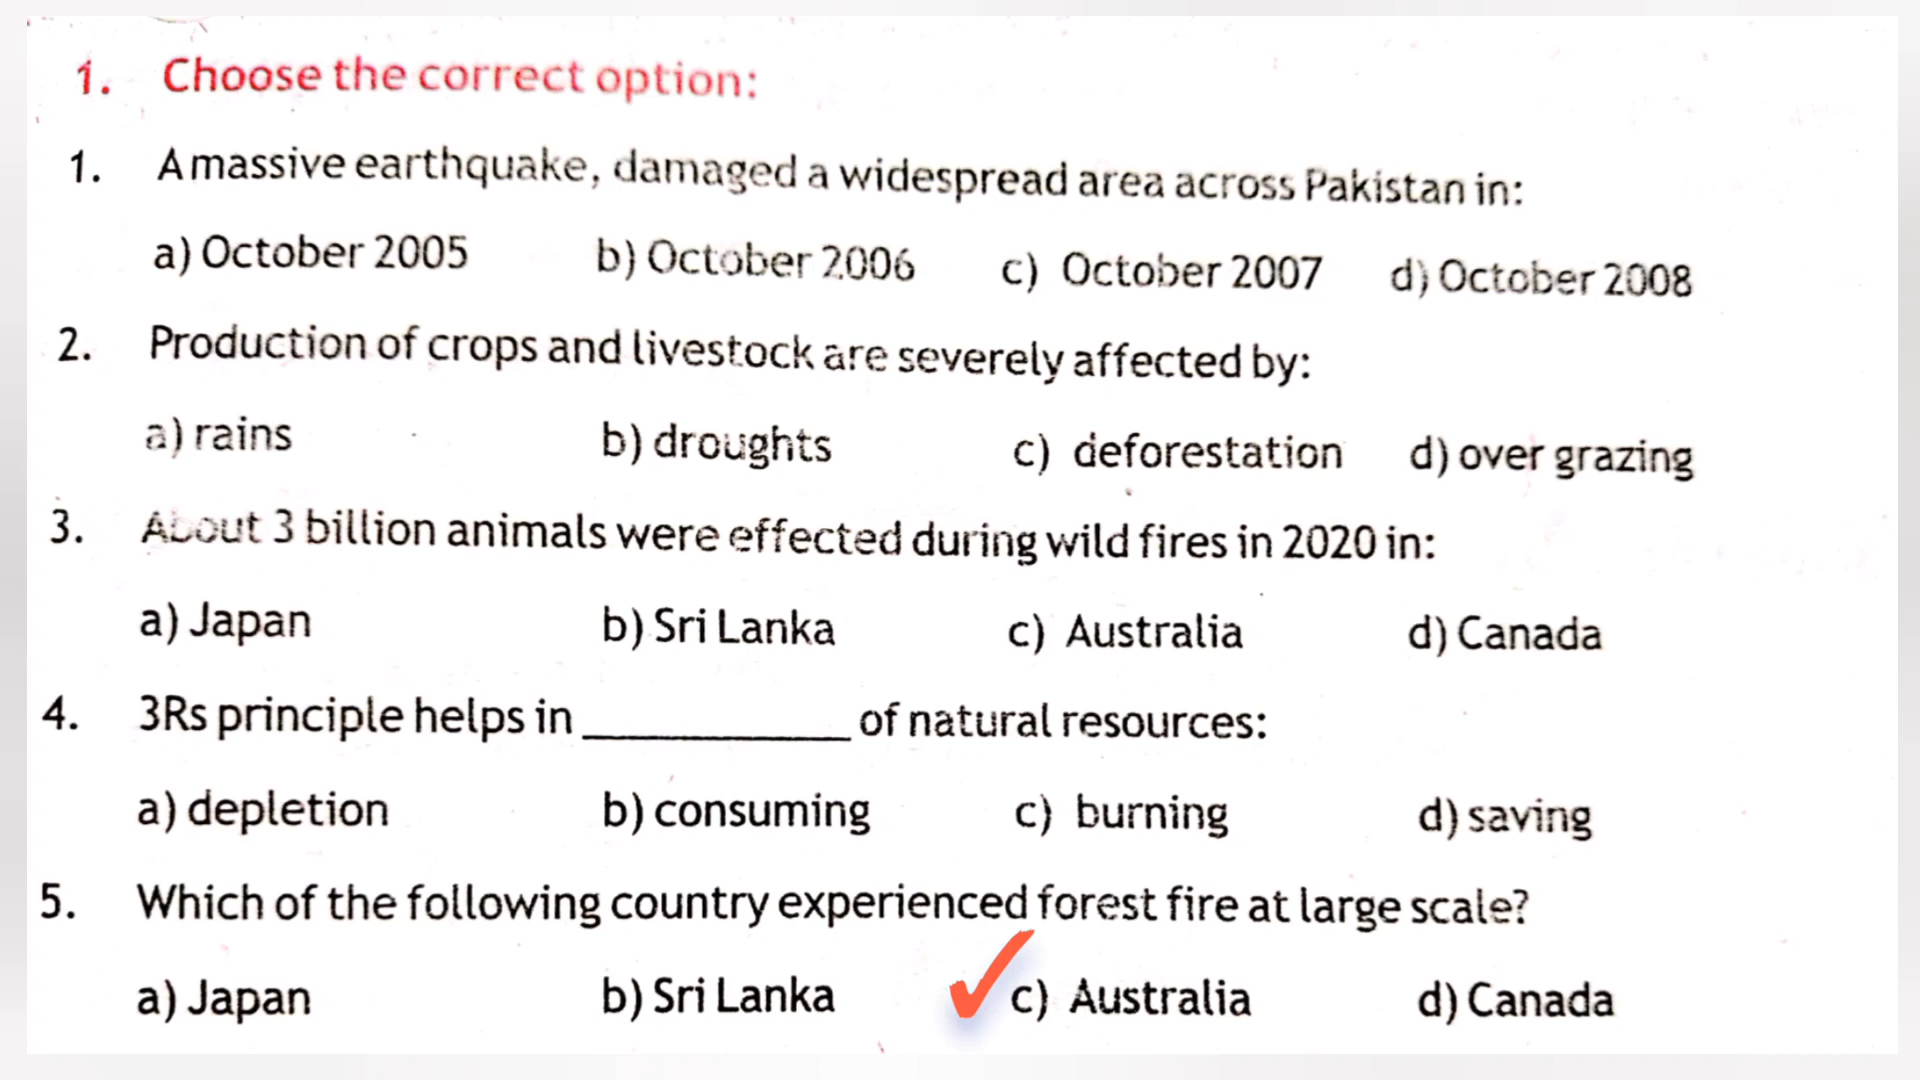 1. Choose the correct option:
1. A massive earthquake, damaged a widespread area across Pakistan in:
a) October 2005 b) October 2006 c) October 2007 d) October 2008
2. Production of crops and livestock are severely affected by:
a) rains b) droughts c) deforestation d) over grazing
3. About 3 billion animals were effected during wild fires in 2020 in:
a) Japan b) Sri Lanka c) Australia d) Canada
4. 3Rs principle helps in ____________ of natural resources:
a) depletion b) consuming c) burning d) saving
5. Which of the following country experienced forest fire at large scale?
a) Japan b) Sri Lanka c) Australia d) Canada